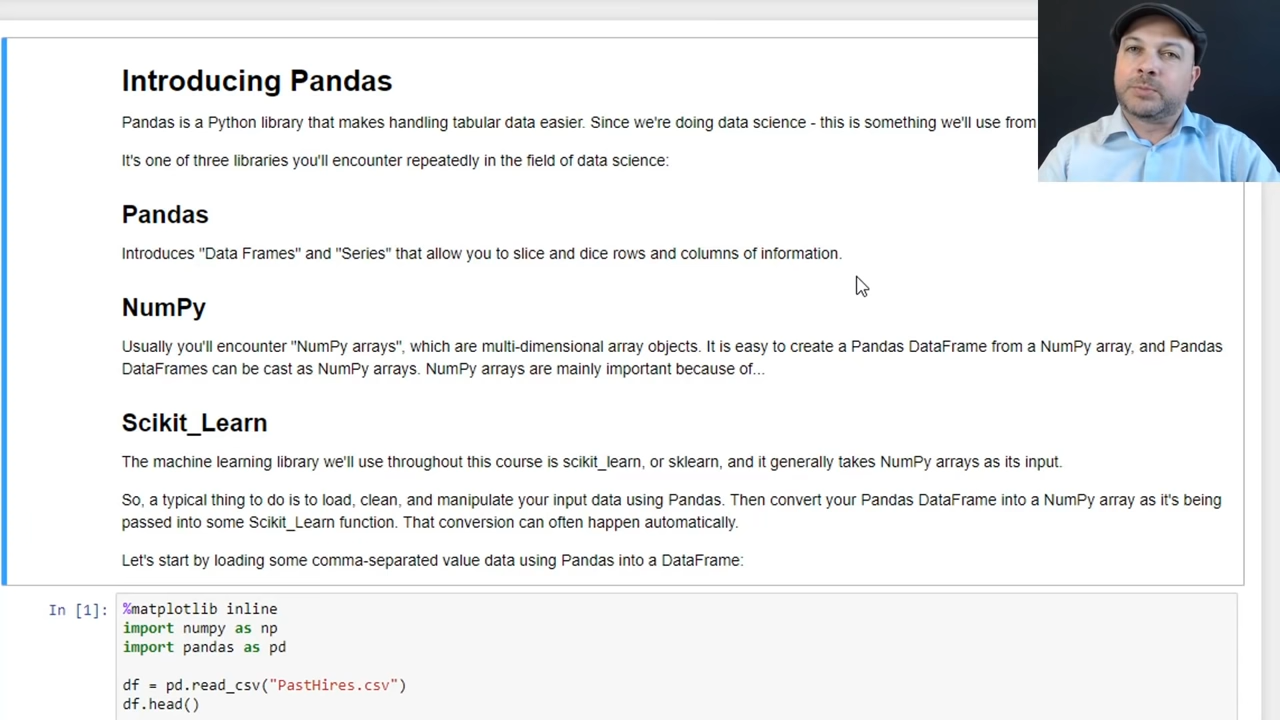 Introducing Pandas
Pandas is a Python library that makes handling tabular data easier. Since we're doing data science - this is something we'll use from
It's one of three libraries you'll encounter repeatedly in the field of data science:
Pandas
Introduces "Data Frames" and "Series" that allow you to slice and dice rows and columns of information.
NumPy
Usually you'll encounter "NumPy arrays", which are multi-dimensional array objects. It is easy to create a Pandas DataFrame from a NumPy array, and Pandas
DataFrames can be cast as NumPy arrays. NumPy arrays are mainly important because of...
Scikit_Learn
The machine learning library we'll use throughout this course is scikit_learn, or sklearn, and it generally takes NumPy arrays as its input.
So, a typical thing to do is to load, clean, and manipulate your input data using Pandas. Then convert your Pandas DataFrame into a NumPy array as it's being
passed into some Scikit_Learn function. That conversion can often happen automatically.
Let's start by loading some comma-separated value data using Pandas into a DataFrame:
In [1]: %matplotlib inline
import numpy as np
import pandas as pd
df = pd.read_csv("PastHires.csv")
df.head()